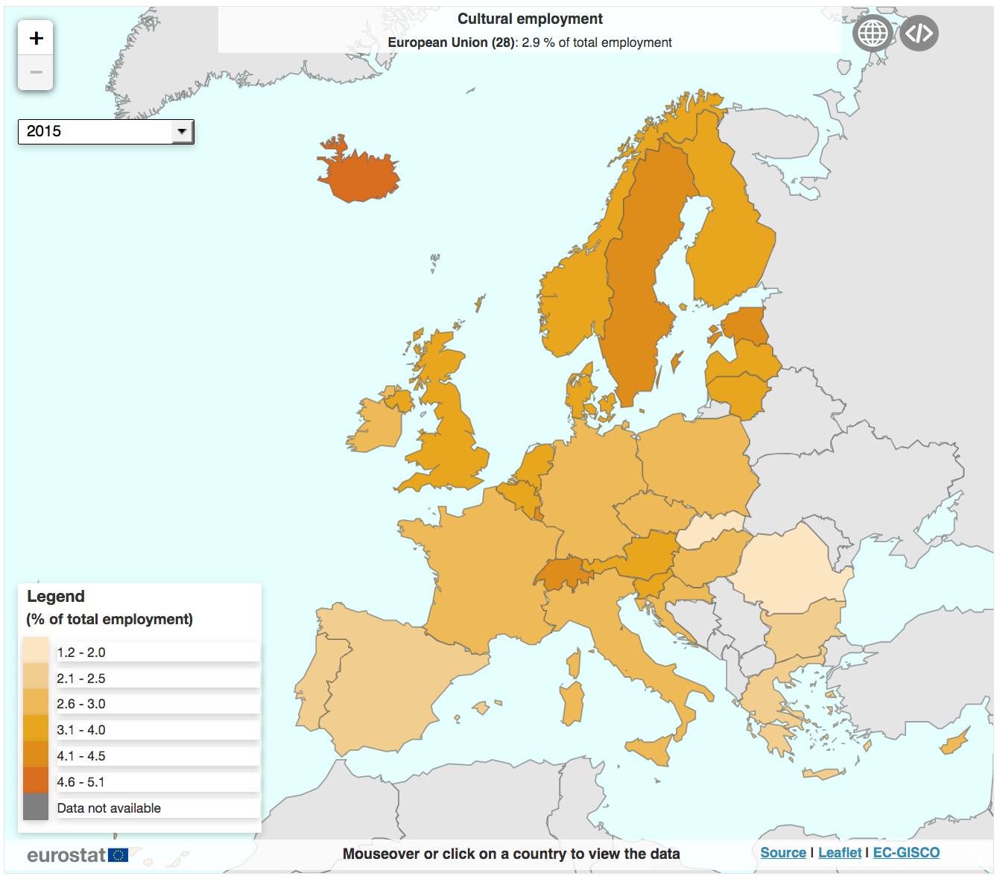 Cultural employment
European Union (28): 2.9 % of total employment
+
−
</>
2015
Legend
(% of total employment)
1.2 - 2.0
2.1 - 2.5
2.6 - 3.0
3.1 - 4.0
4.1 - 4.5
4.6 - 5.1
Data not available
eurostat
Mouseover or click on a country to view the data
Source | Leaflet | EC-GISCO